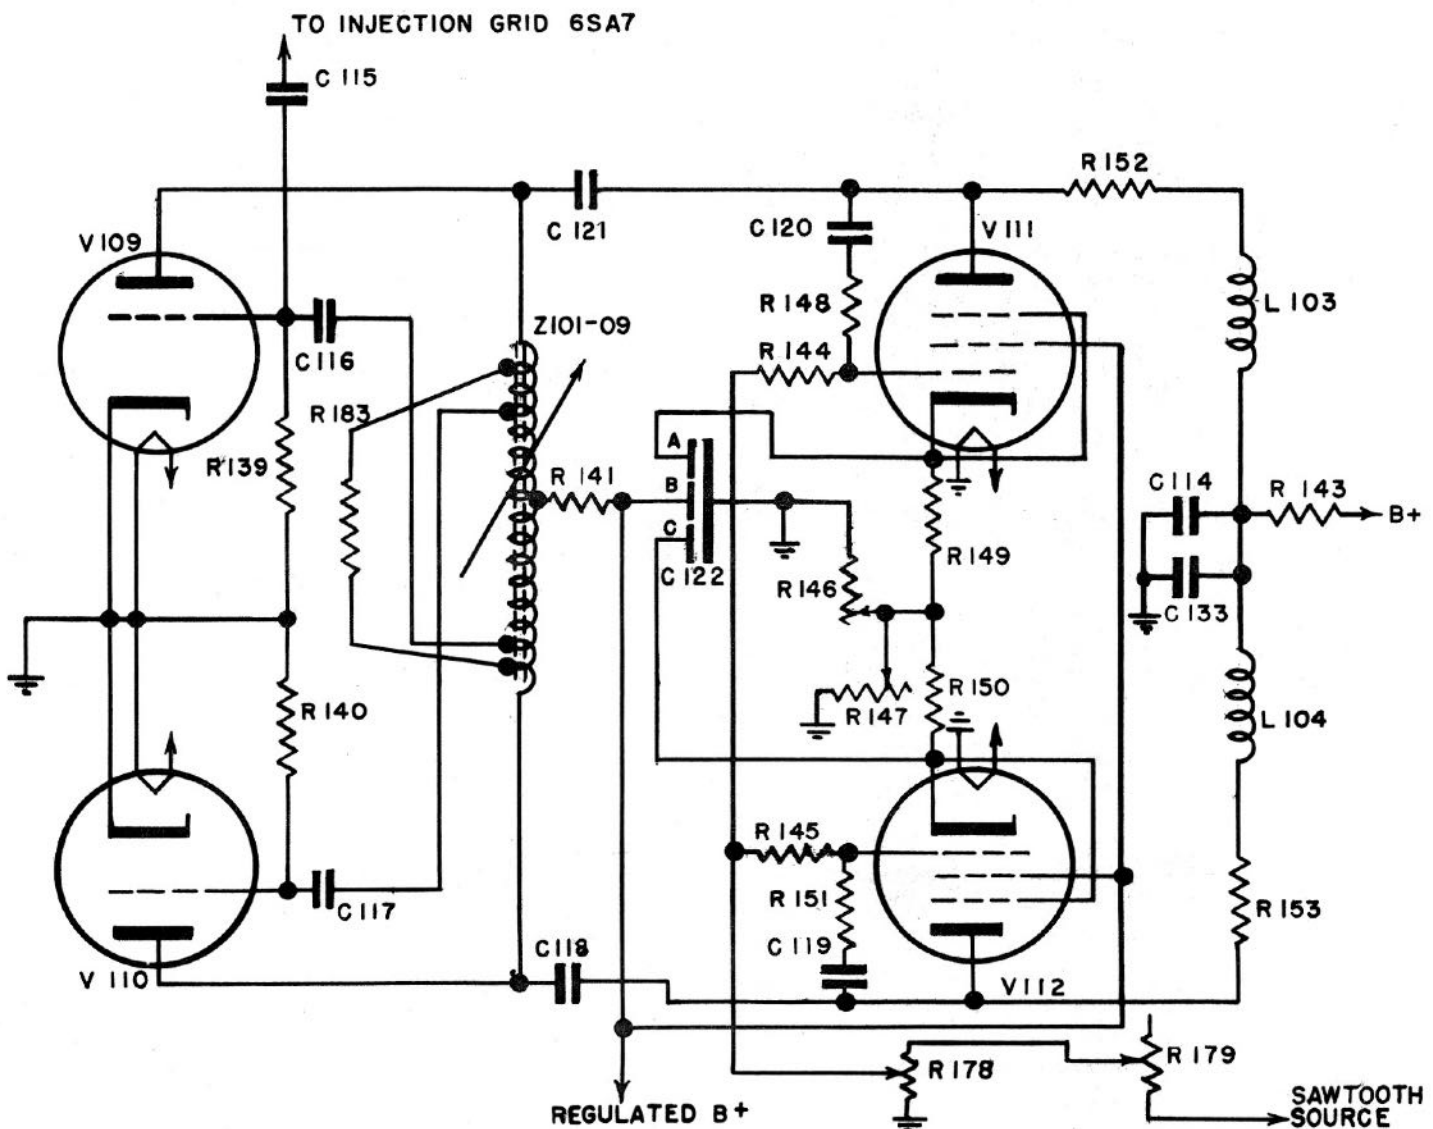 TO INJECTION GRID 6SA7
C 115
R 152
V 109
C 121
C 120
V 111
R 148
L 103
Z101-09
C 116
R 144
R 183
A
R 139
R 141
B
C 114
R 143
B+
C
C 122
R 149
R 146
C 133
R 140
R 147
R 150
L 104
R 145
R 151
R 153
C 117
C 118
C 119
V 110
V 112
R 178
R 179
REGULATED B+
SAWTOOTH
SOURCE